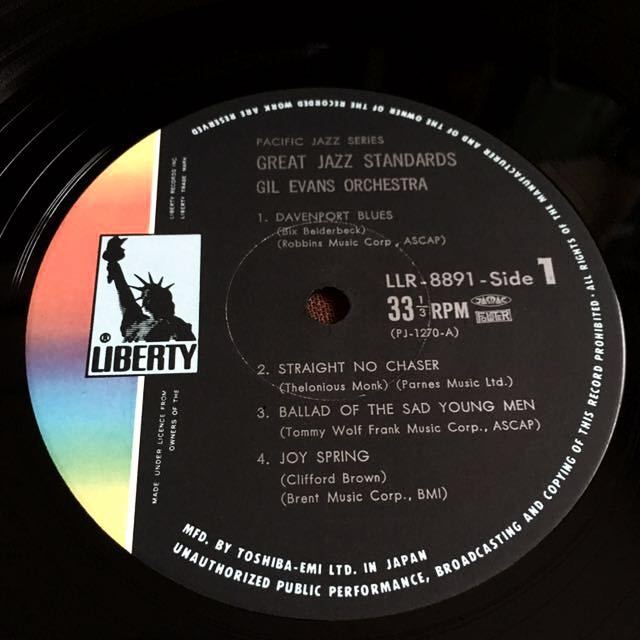 PACIFIC JAZZ SERIES
GREAT JAZZ STANDARDS
GIL EVANS ORCHESTRA
1. DAVENPORT BLUES
(Bik Beiderbeck)
(Robbins Music Corp., ASCAP)
LLR-8891-Side 1
33 1/3 RPM
JASRAC
(PJ-1270-A)
2. STRAIGHT NO CHASER
(Thelonious Monk) (Parnes Music Ltd.)
3. BALLAD OF THE SAD YOUNG MEN
(Tommy Wolf Frank Music Corp., ASCAP)
4. JOY SPRING
(Clifford Brown)
(Brent Music Corp., BMI)
® LIBERTY
LIBERTY RECORDS INC
LIBERTY TRADE MARK
MADE UNDER LICENCE FROM
OWNERS OF THE
MFD. BY TOSHIBA-EMI LTD. IN JAPAN
ALL RIGHTS OF THE MANUFACTURER AND OF THE OWNER OF THE RECORDED WORK ARE RESERVED
UNAUTHORIZED PUBLIC PERFORMANCE, BROADCASTING AND COPYING OF THIS RECORD PROHIBITED